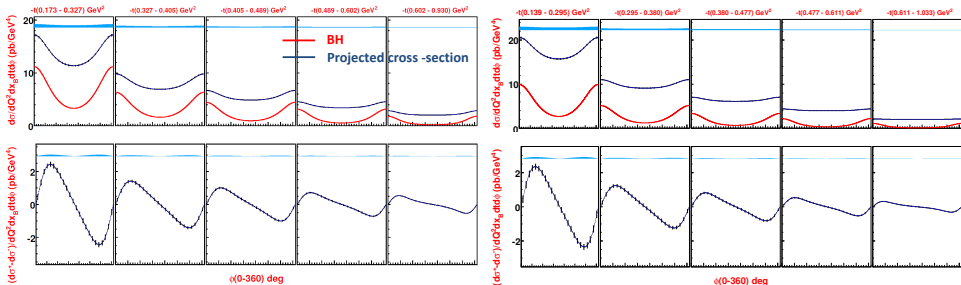 -t(0.173 - 0.327) GeV²
-t(0.327 - 0.405) GeV²
-t(0.405 - 0.489) GeV²
-t(0.489 - 0.602) GeV²
-t(0.602 - 0.930) GeV²
dσ/dQ²dx_Bdtdϕ (pb/GeV⁴)
20
10
0
BH
Projected cross -section
(dσ⁺-dσ⁻)/dQ²dx_Bdtdϕ (pb/GeV⁴)
2
0
-2
ϕ(0-360) deg
-t(0.139 - 0.295) GeV²
-t(0.295 - 0.380) GeV²
-t(0.380 - 0.477) GeV²
-t(0.477 - 0.611) GeV²
-t(0.611 - 1.033) GeV²
dσ/dQ²dx_Bdtdϕ (pb/GeV⁴)
20
10
0
(dσ⁺-dσ⁻)/dQ²dx_Bdtdϕ (pb/GeV⁴)
2
0
-2
ϕ(0-360) deg